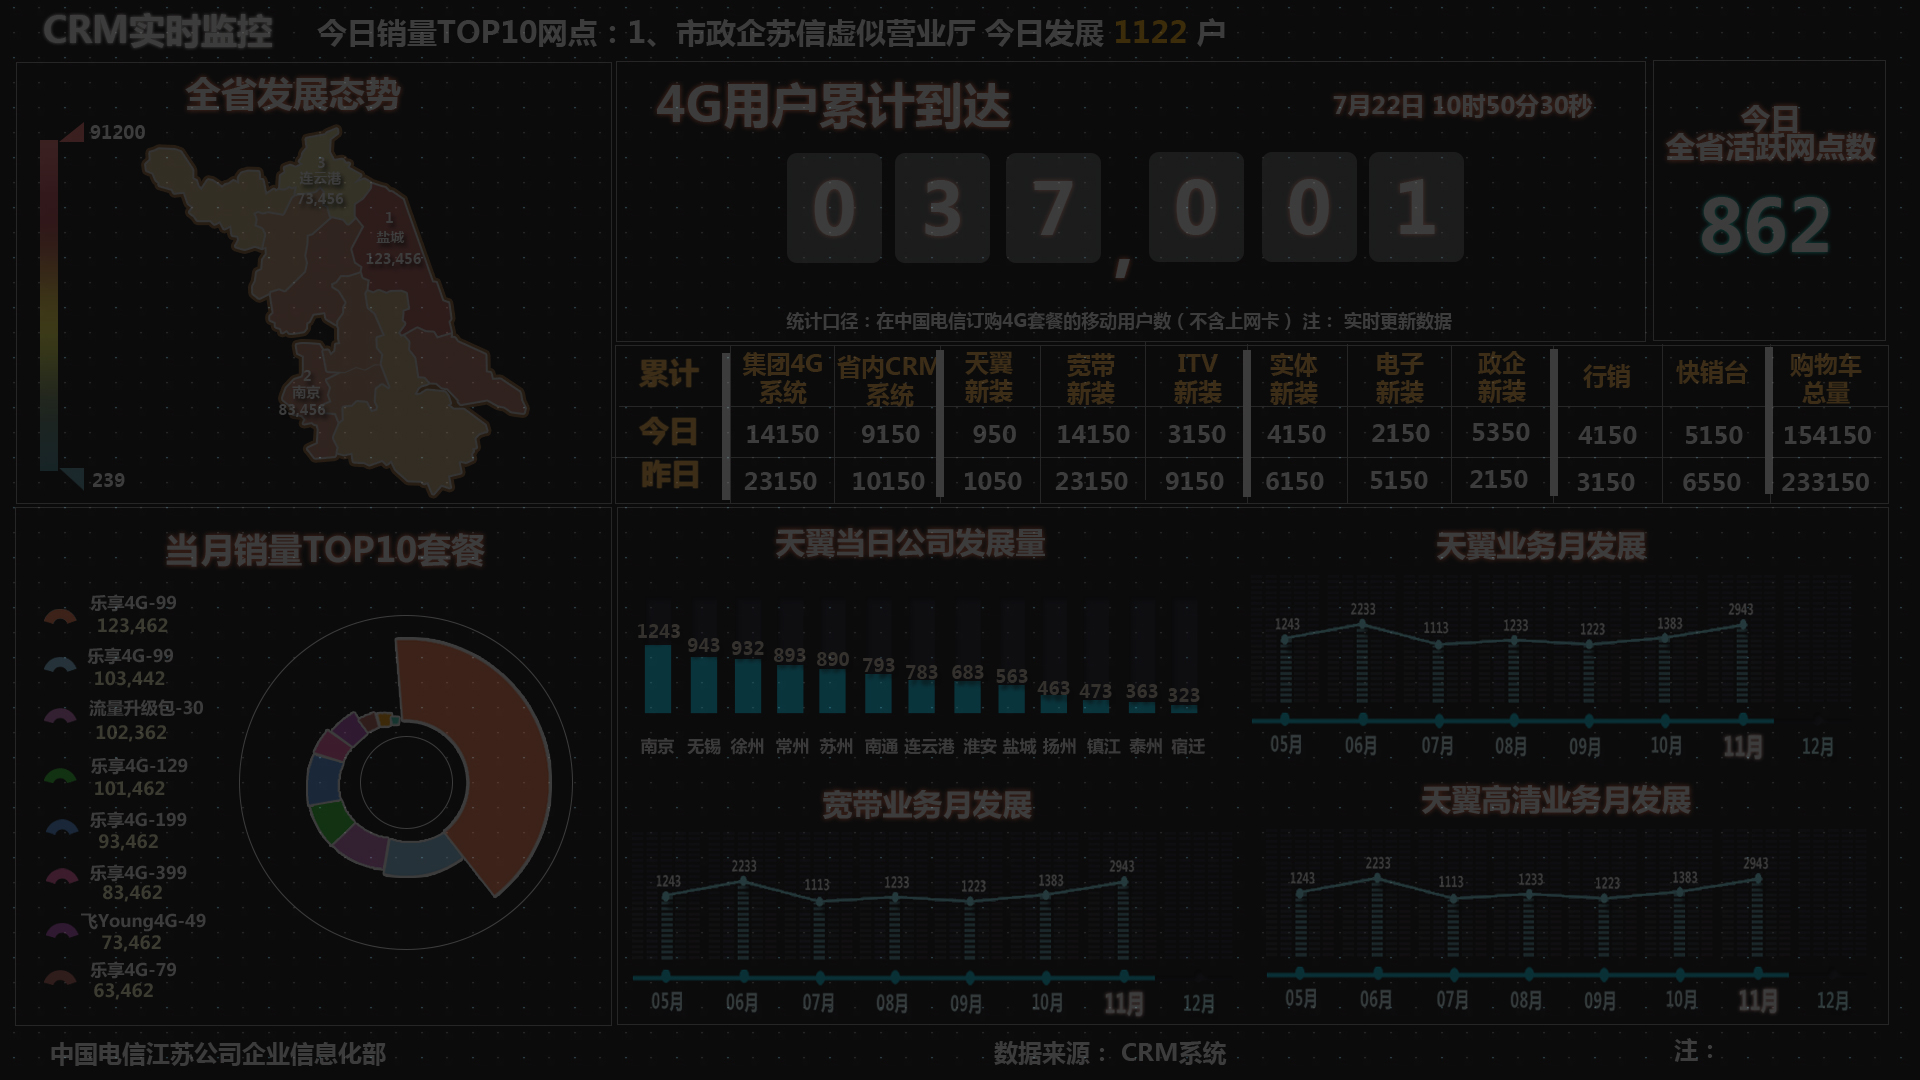 CRM实时监控
今日销量TOP10网点：1、市政企苏信虚似营业厅 今日发展 1122 户
全省发展态势
91200
3
连云港
73,456
1
盐城
123,456
2
南京
83,456
239
4G用户累计到达
7月22日 10时50分30秒
037,001
统计口径：在中国电信订购4G套餐的移动用户数（不含上网卡） 注： 实时更新数据
今日
全省活跃网点数
862
累计 集团4G系统 省内CRM系统 天翼新装 宽带新装 ITV新装 实体新装 电子新装 政企新装 行销 快销台 购物车总量
今日 14150 9150 950 14150 3150 4150 2150 5350 4150 5150 154150
昨日 23150 10150 1050 23150 9150 6150 5150 2150 3150 6550 233150
当月销量TOP10套餐
乐享4G-99
123,462
乐享4G-99
103,442
流量升级包-30
102,362
乐享4G-129
101,462
乐享4G-199
93,462
乐享4G-399
83,462
飞Young4G-49
73,462
乐享4G-79
63,462
天翼当日公司发展量
1243 943 932 893 890 793 783 683 563 463 473 363 323
南京 无锡 徐州 常州 苏州 南通 连云港 淮安 盐城 扬州 镇江 泰州 宿迁
天翼业务月发展
1243 2233 1113 1233 1223 1383 2943
05月 06月 07月 08月 09月 10月 11月 12月
宽带业务月发展
1243 2233 1113 1233 1223 1383 2943
05月 06月 07月 08月 09月 10月 11月 12月
天翼高清业务月发展
1243 2233 1113 1233 1223 1383 2943
05月 06月 07月 08月 09月 10月 11月 12月
中国电信江苏公司企业信息化部
数据来源： CRM系统
注：